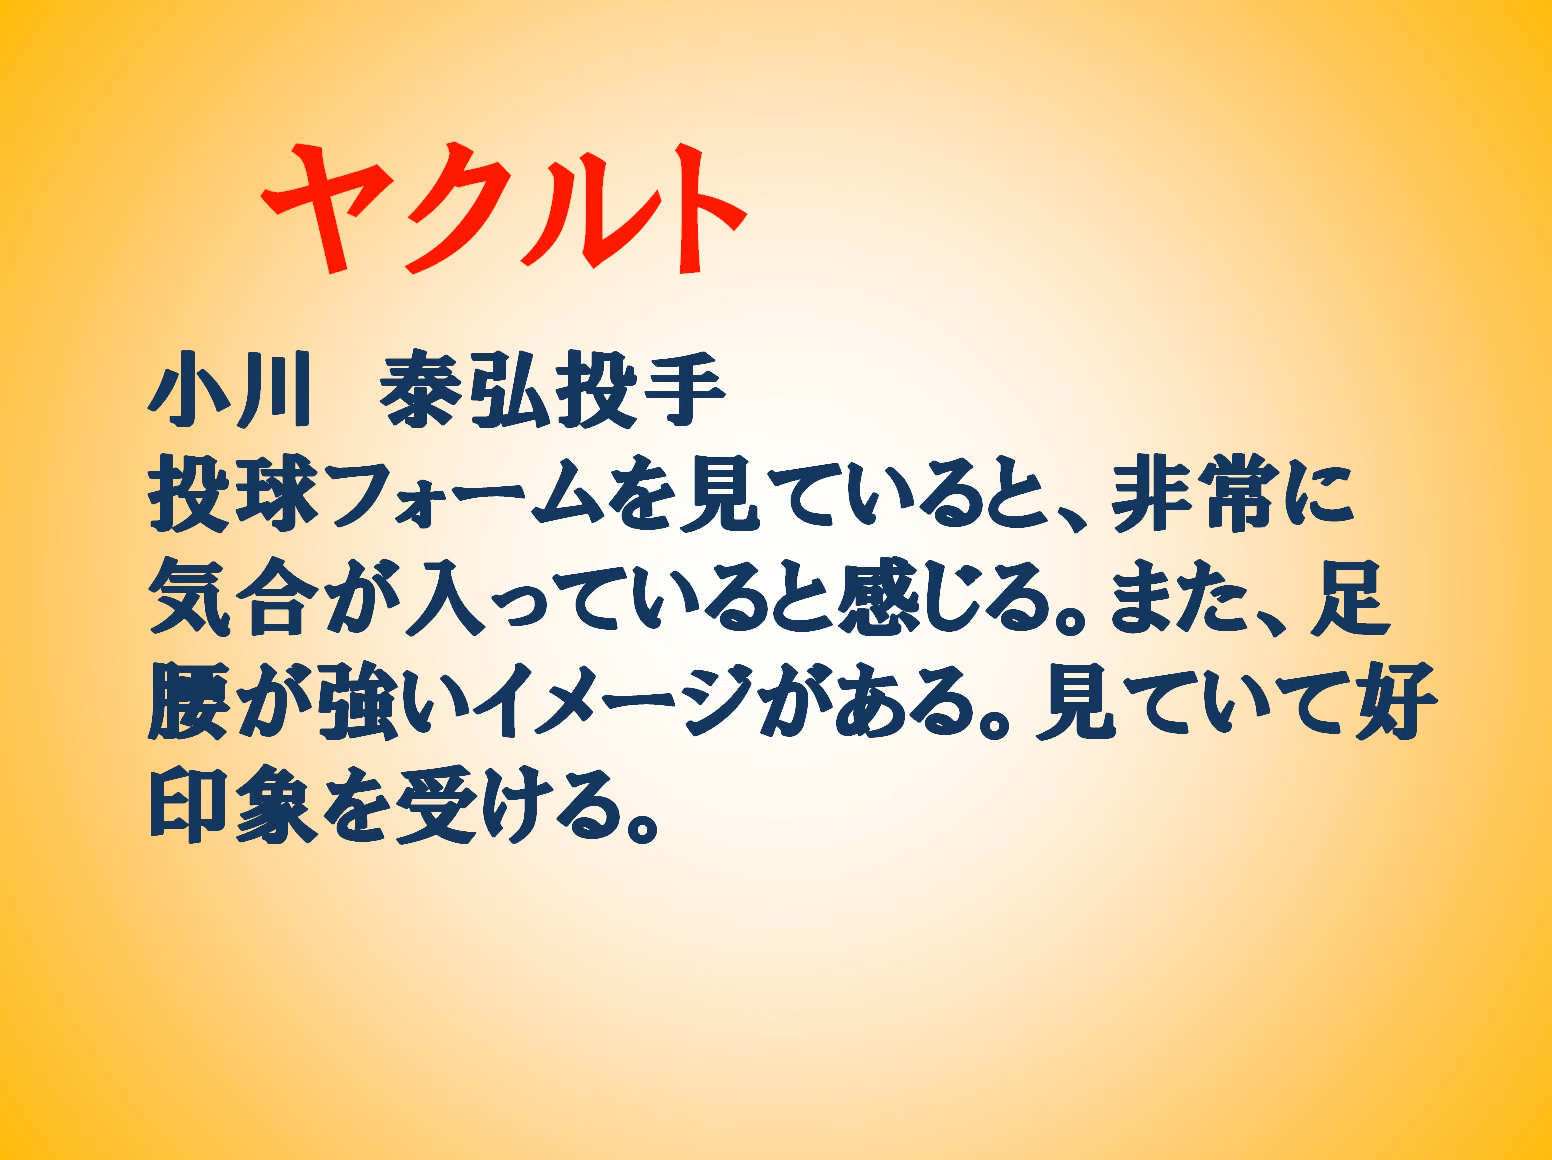 ヤクルト
小川　泰弘投手
投球フォームを見ていると、非常に
気合が入っていると感じる。また、足
腰が強いイメージがある。見ていて好
印象を受ける。